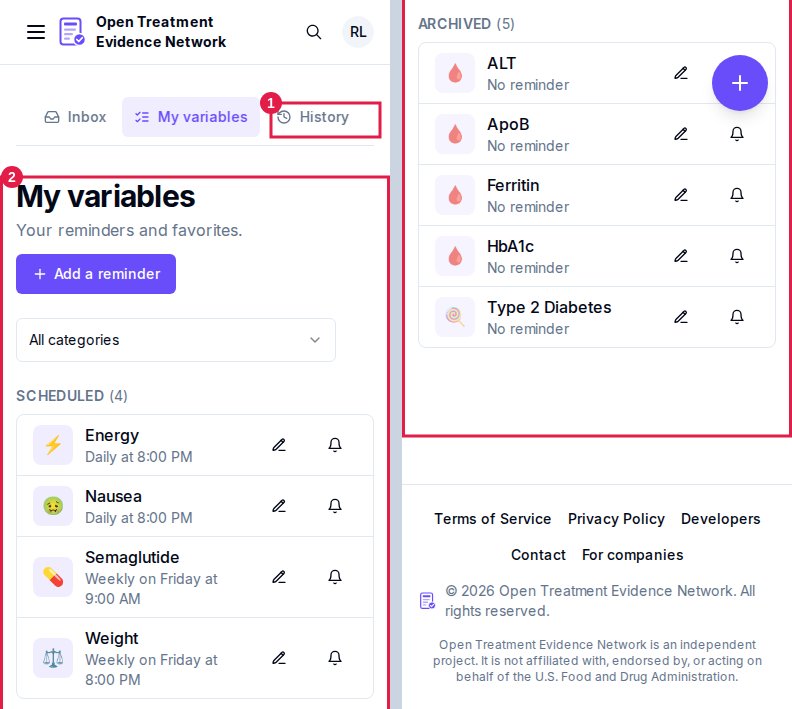 Open Treatment
Evidence Network
RL
Inbox
My variables
1
History
2
My variables
Your reminders and favorites.
+ Add a reminder
All categories
SCHEDULED (4)
Energy
Daily at 8:00 PM
Nausea
Daily at 8:00 PM
Semaglutide
Weekly on Friday at
9:00 AM
Weight
Weekly on Friday at
8:00 PM
ARCHIVED (5)
ALT
No reminder
+
ApoB
No reminder
Ferritin
No reminder
HbA1c
No reminder
Type 2 Diabetes
No reminder
Terms of Service Privacy Policy Developers
Contact For companies
© 2026 Open Treatment Evidence Network. All
rights reserved.
Open Treatment Evidence Network is an independent
project. It is not affiliated with, endorsed by, or acting on
behalf of the U.S. Food and Drug Administration.